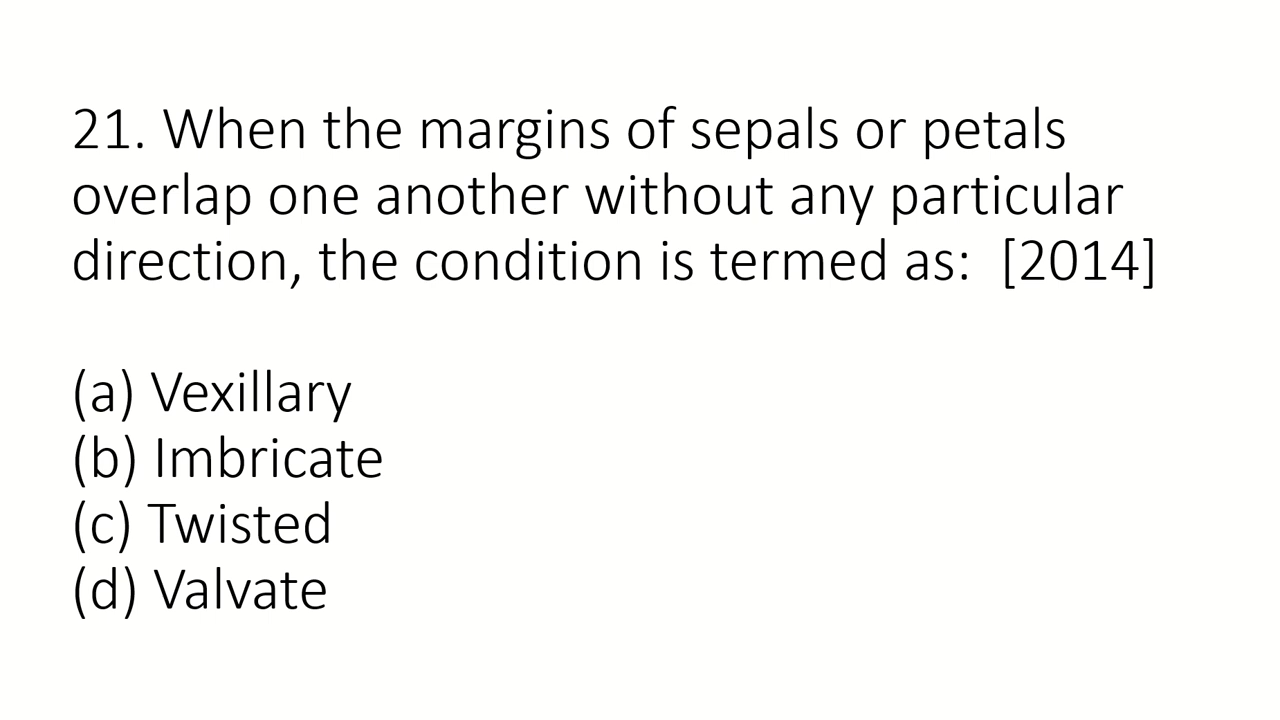 21. When the margins of sepals or petals
overlap one another without any particular
direction, the condition is termed as:  [2014]
(a) Vexillary
(b) Imbricate
(c) Twisted
(d) Valvate